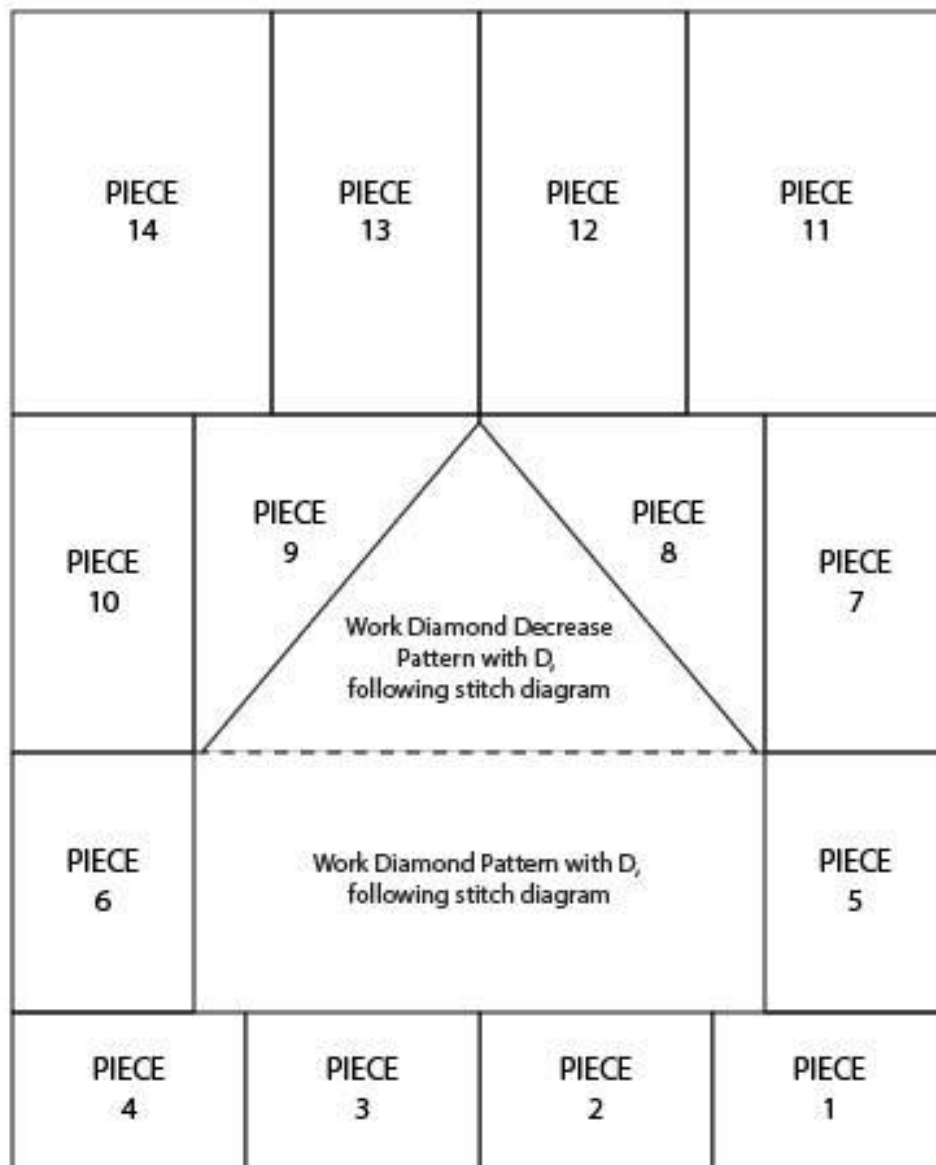 PIECE
14
PIECE
13
PIECE
12
PIECE
11
PIECE
10
PIECE
9
PIECE
8
PIECE
7
Work Diamond Decrease
Pattern with D,
following stitch diagram
PIECE
6
Work Diamond Pattern with D,
following stitch diagram
PIECE
5
PIECE
4
PIECE
3
PIECE
2
PIECE
1